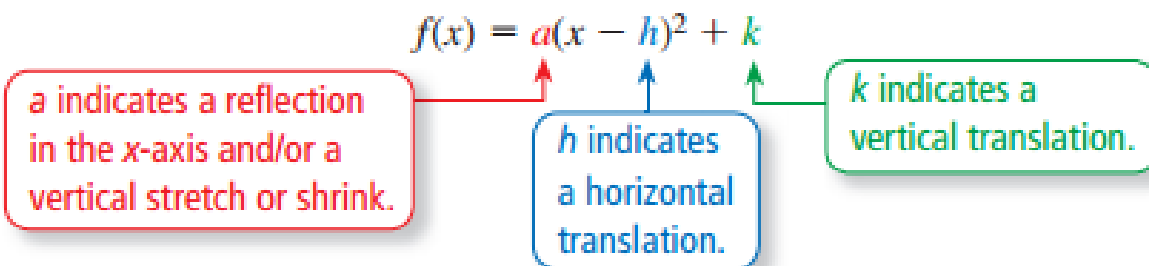 f(x) = a(x − h)² + k
a indicates a reflection
in the x-axis and/or a
vertical stretch or shrink.
h indicates
a horizontal
translation.
k indicates a
vertical translation.